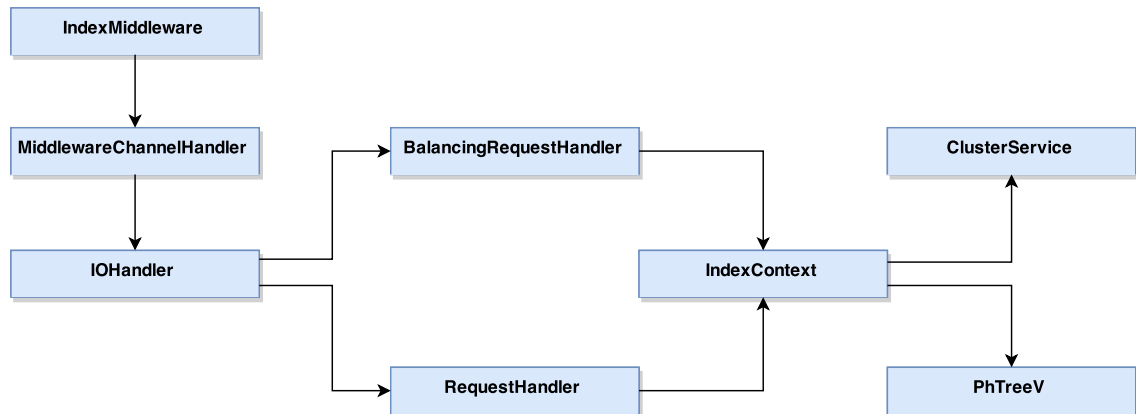 IndexMiddleware
MiddlewareChannelHandler
BalancingRequestHandler
ClusterService
IOHandler
IndexContext
RequestHandler
PhTreeV